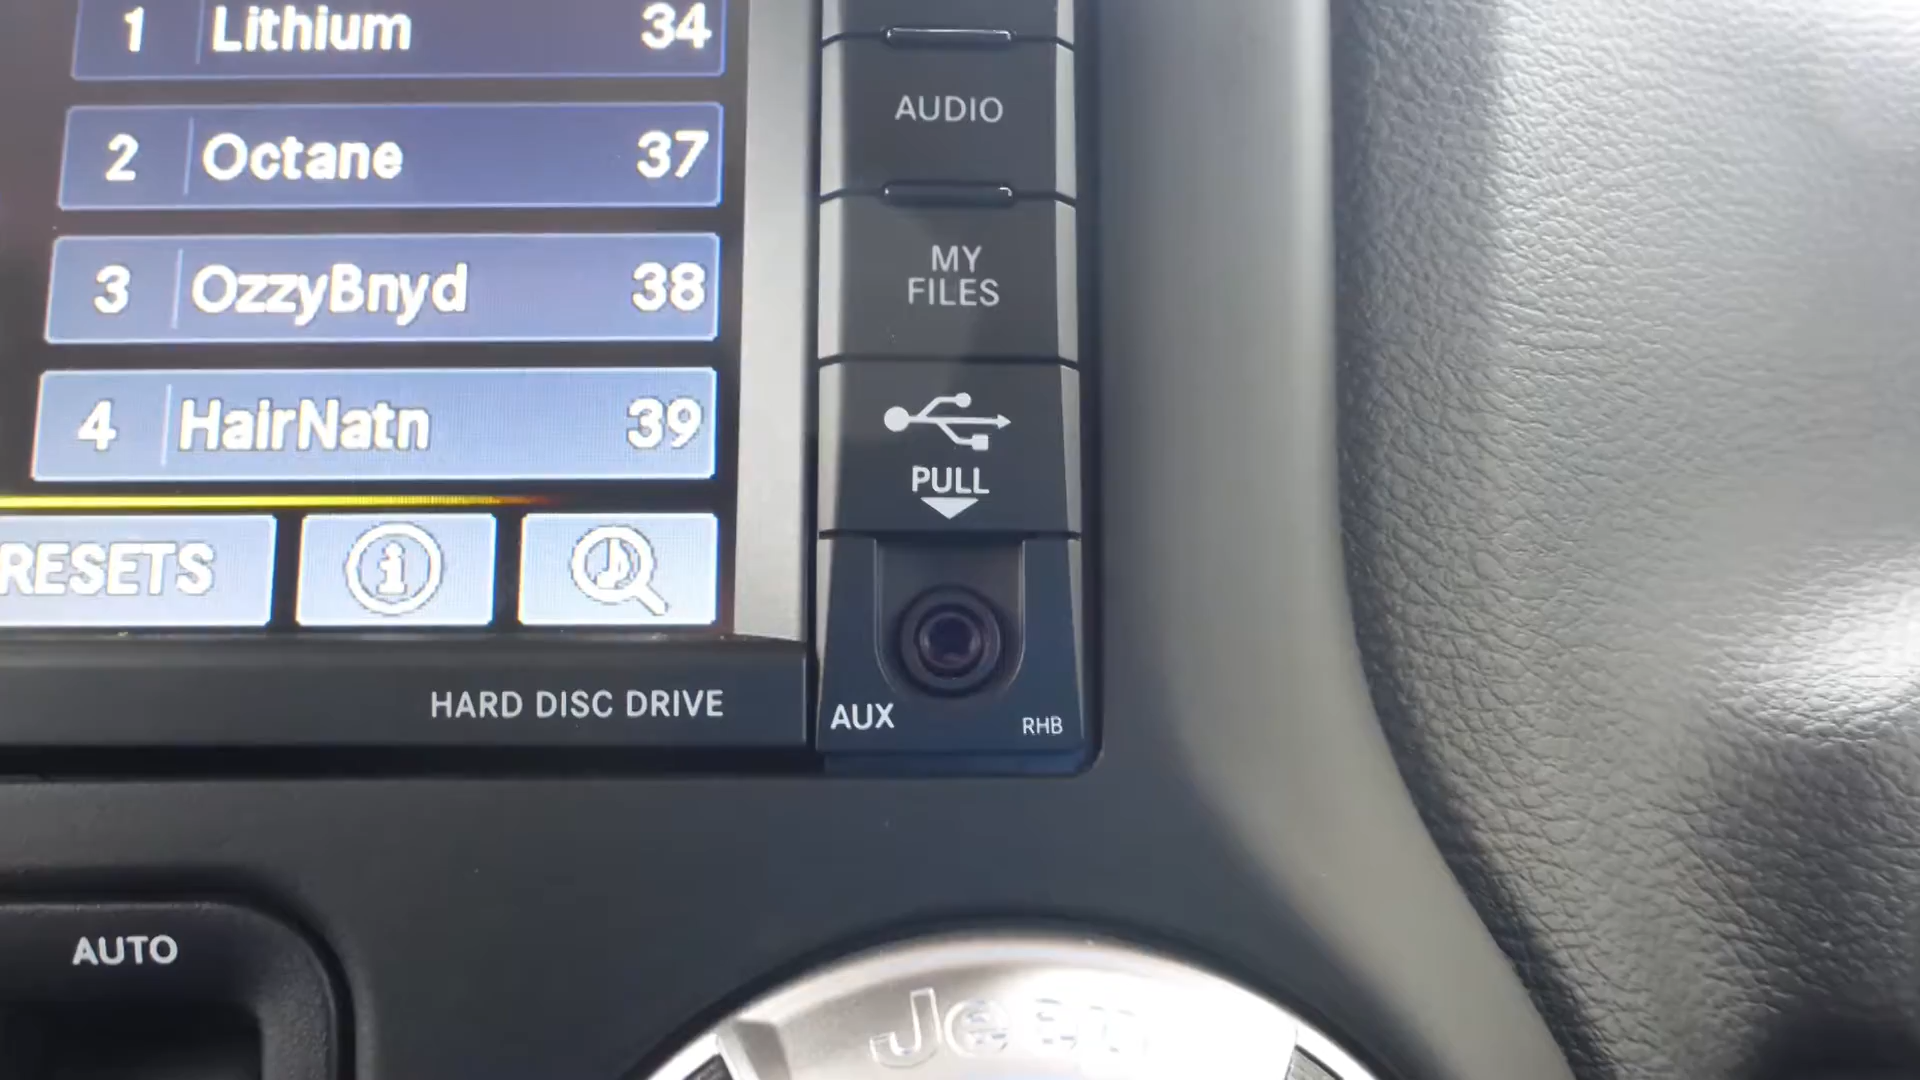 1 Lithium 34
2 Octane 37
3 OzzyBnyd 38
4 HairNatn 39
RESETS
AUDIO
MY
FILES
PULL
AUX
RHB
HARD DISC DRIVE
AUTO
Jeep